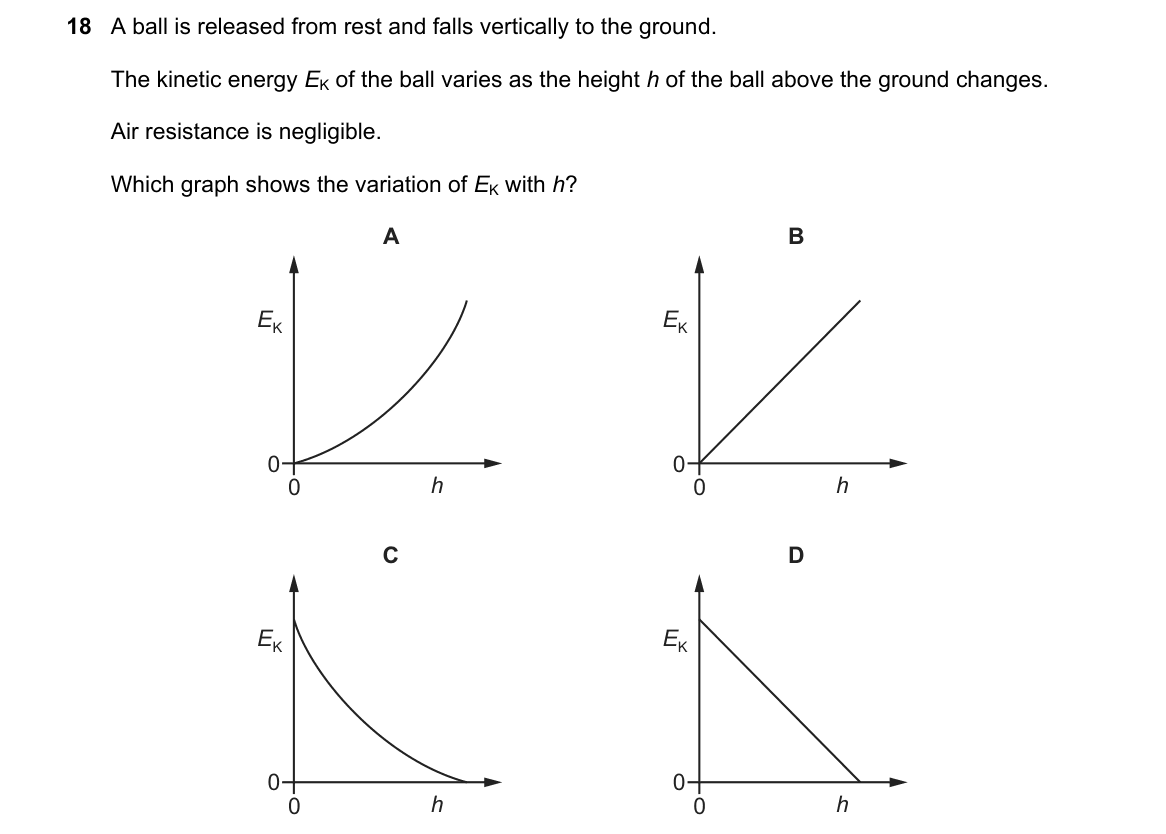 18 A ball is released from rest and falls vertically to the ground.
The kinetic energy EK of the ball varies as the height h of the ball above the ground changes.
Air resistance is negligible.
Which graph shows the variation of EK with h?
A
EK
0
0
h
B
EK
0
0
h
C
EK
0
0
h
D
EK
0
0
h